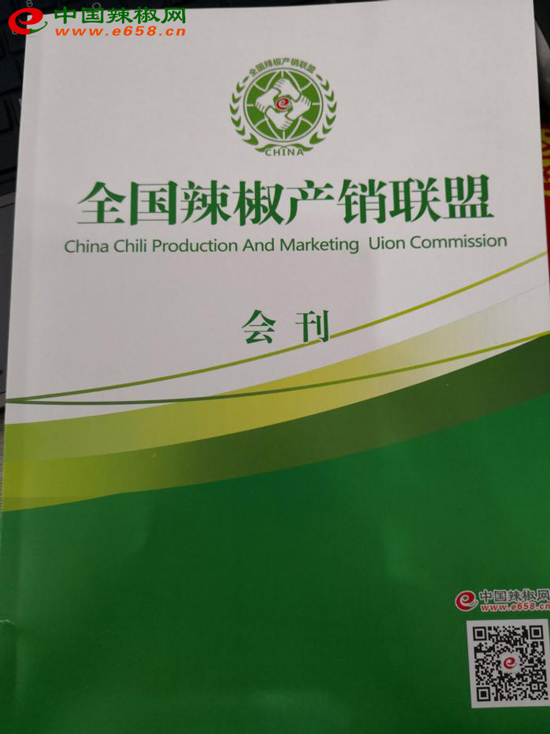 中国辣椒网
www.e658.cn
全国辣椒产销联盟
CHINA
全国辣椒产销联盟
China Chili Production And Marketing Uion Commission
会刊
中国辣椒网
www.e658.cn